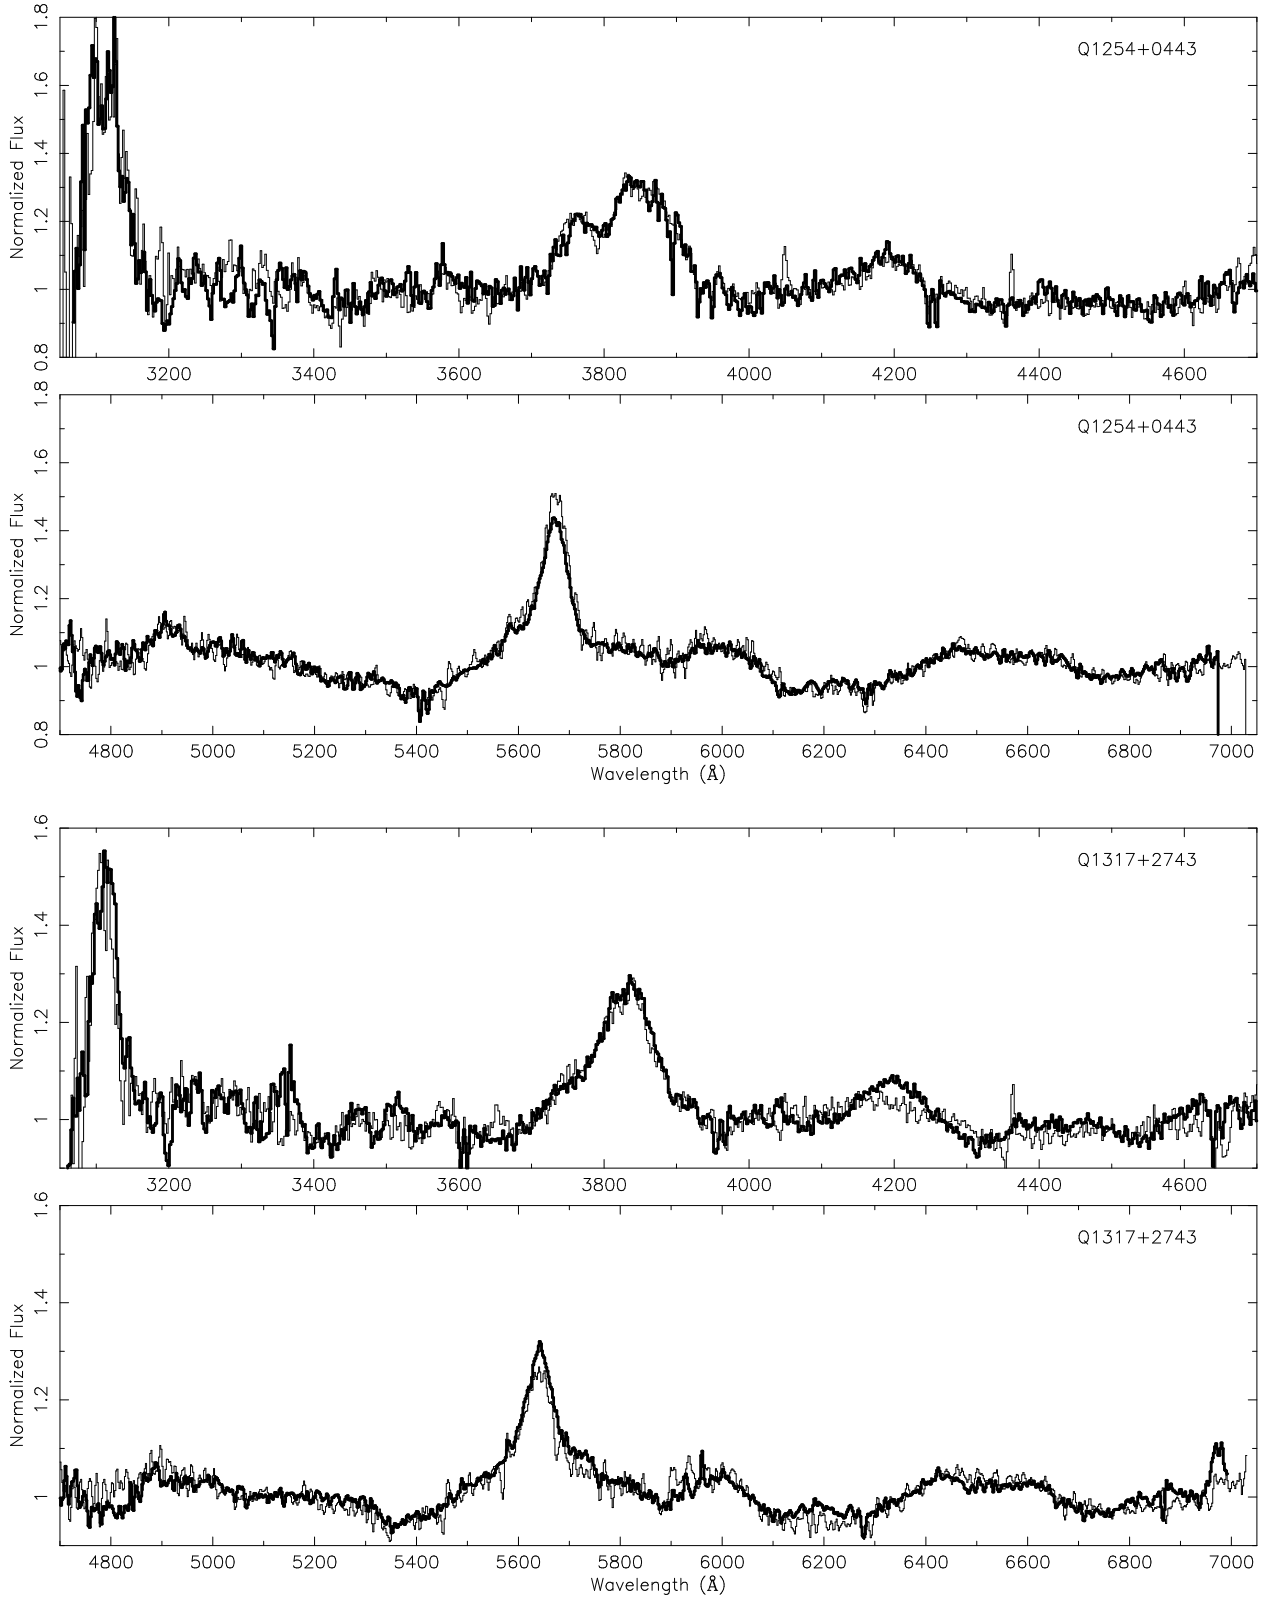 Normalized Flux
0.8 1 1.2 1.4 1.6 1.8
Q1254+0443
3200 3400 3600 3800 4000 4200 4400 4600
Normalized Flux
0.8 1 1.2 1.4 1.6 1.8
Q1254+0443
4800 5000 5200 5400 5600 5800 6000 6200 6400 6600 6800 7000
Wavelength (Å)
Normalized Flux
1 1.2 1.4 1.6
Q1317+2743
3200 3400 3600 3800 4000 4200 4400 4600
Normalized Flux
1 1.2 1.4 1.6
Q1317+2743
4800 5000 5200 5400 5600 5800 6000 6200 6400 6600 6800 7000
Wavelength (Å)